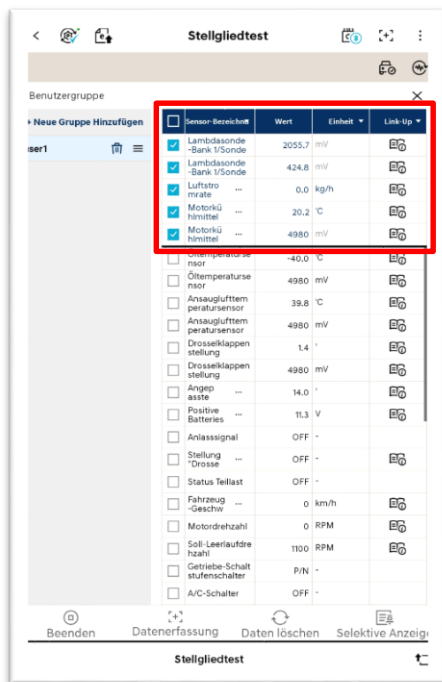 Stellgliedtest
Benutzergruppe
+ Neue Gruppe Hinzufügen
Sensor-Bezeichn Wert Einheit Link-Up
Lambdasonde
-Bank 1/Sonde 2055.7 mV
Lambdasonde
-Bank 1/Sonde 424.8 mV
Luftstro ...
mrate 0.0 kg/h
Motorkü ...
hlmittel 20.2 °C
Motorkü ...
hlmittel 4980 mV
Öltemperaturse
nsor -40.0 °C
Öltemperaturse
nsor 4980 mV
Ansauglufttem
peratursensor 39.8 °C
Ansauglufttem
peratursensor 4980 mV
Drosselklappen
stellung 1.4 °
Drosselklappen
stellung 4980 mV
Angep ...
asste 14.0 °
Positive ...
Batteries 11.3 V
Anlasssignal OFF -
Stellung ...
"Drosse OFF -
Status Teillast OFF -
Fahrzeug ...
-Geschw 0 km/h
Motordrehzahl 0 RPM
Soll-Leerlaufdre
hzahl 1100 RPM
Getriebe-Schalt
stufenschalter P/N -
A/C-Schalter OFF -
Beenden Datenerfassung Daten löschen Selektive Anzeig
Stellgliedtest